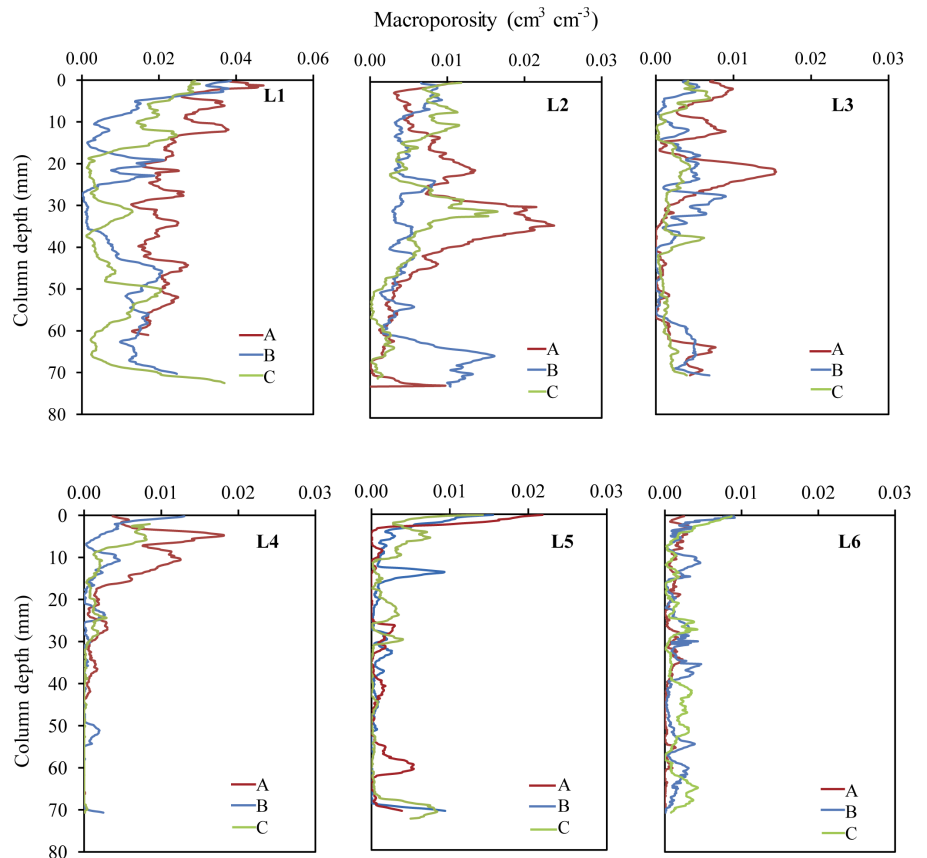 Macroporosity (cm³ cm⁻³)
0.00 0.02 0.04 0.06
0.00 0.01 0.02 0.03
0.00 0.01 0.02 0.03
Column depth (mm)
0
10
20
30
40
50
60
70
80
L1
A
B
C
L2
A
B
C
L3
A
B
C
0.00 0.01 0.02 0.03
0.00 0.01 0.02 0.03
0.00 0.01 0.02 0.03
Column depth (mm)
0
10
20
30
40
50
60
70
80
L4
A
B
C
L5
A
B
C
L6
A
B
C